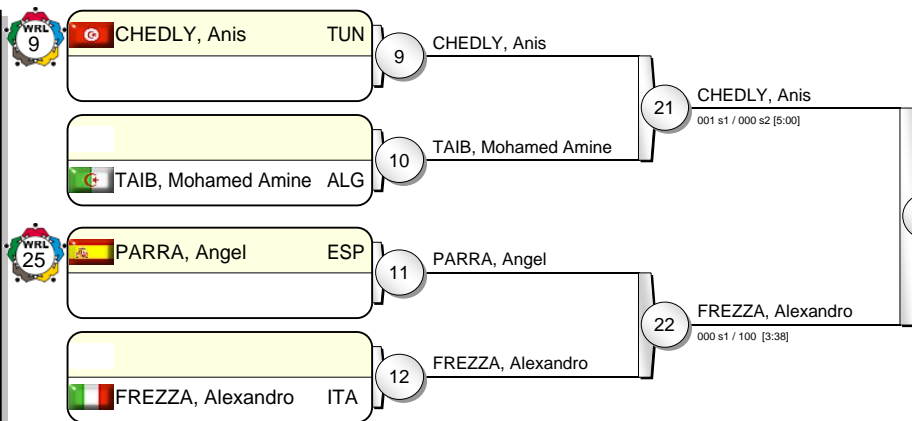 WRL
9
CHEDLY, Anis TUN
9
CHEDLY, Anis
21
CHEDLY, Anis
001 s1 / 000 s2 [5:00]
10
TAIB, Mohamed Amine
TAIB, Mohamed Amine ALG
WRL
25
PARRA, Angel ESP
11
PARRA, Angel
22
FREZZA, Alexandro
000 s1 / 100 [3:38]
12
FREZZA, Alexandro
FREZZA, Alexandro ITA